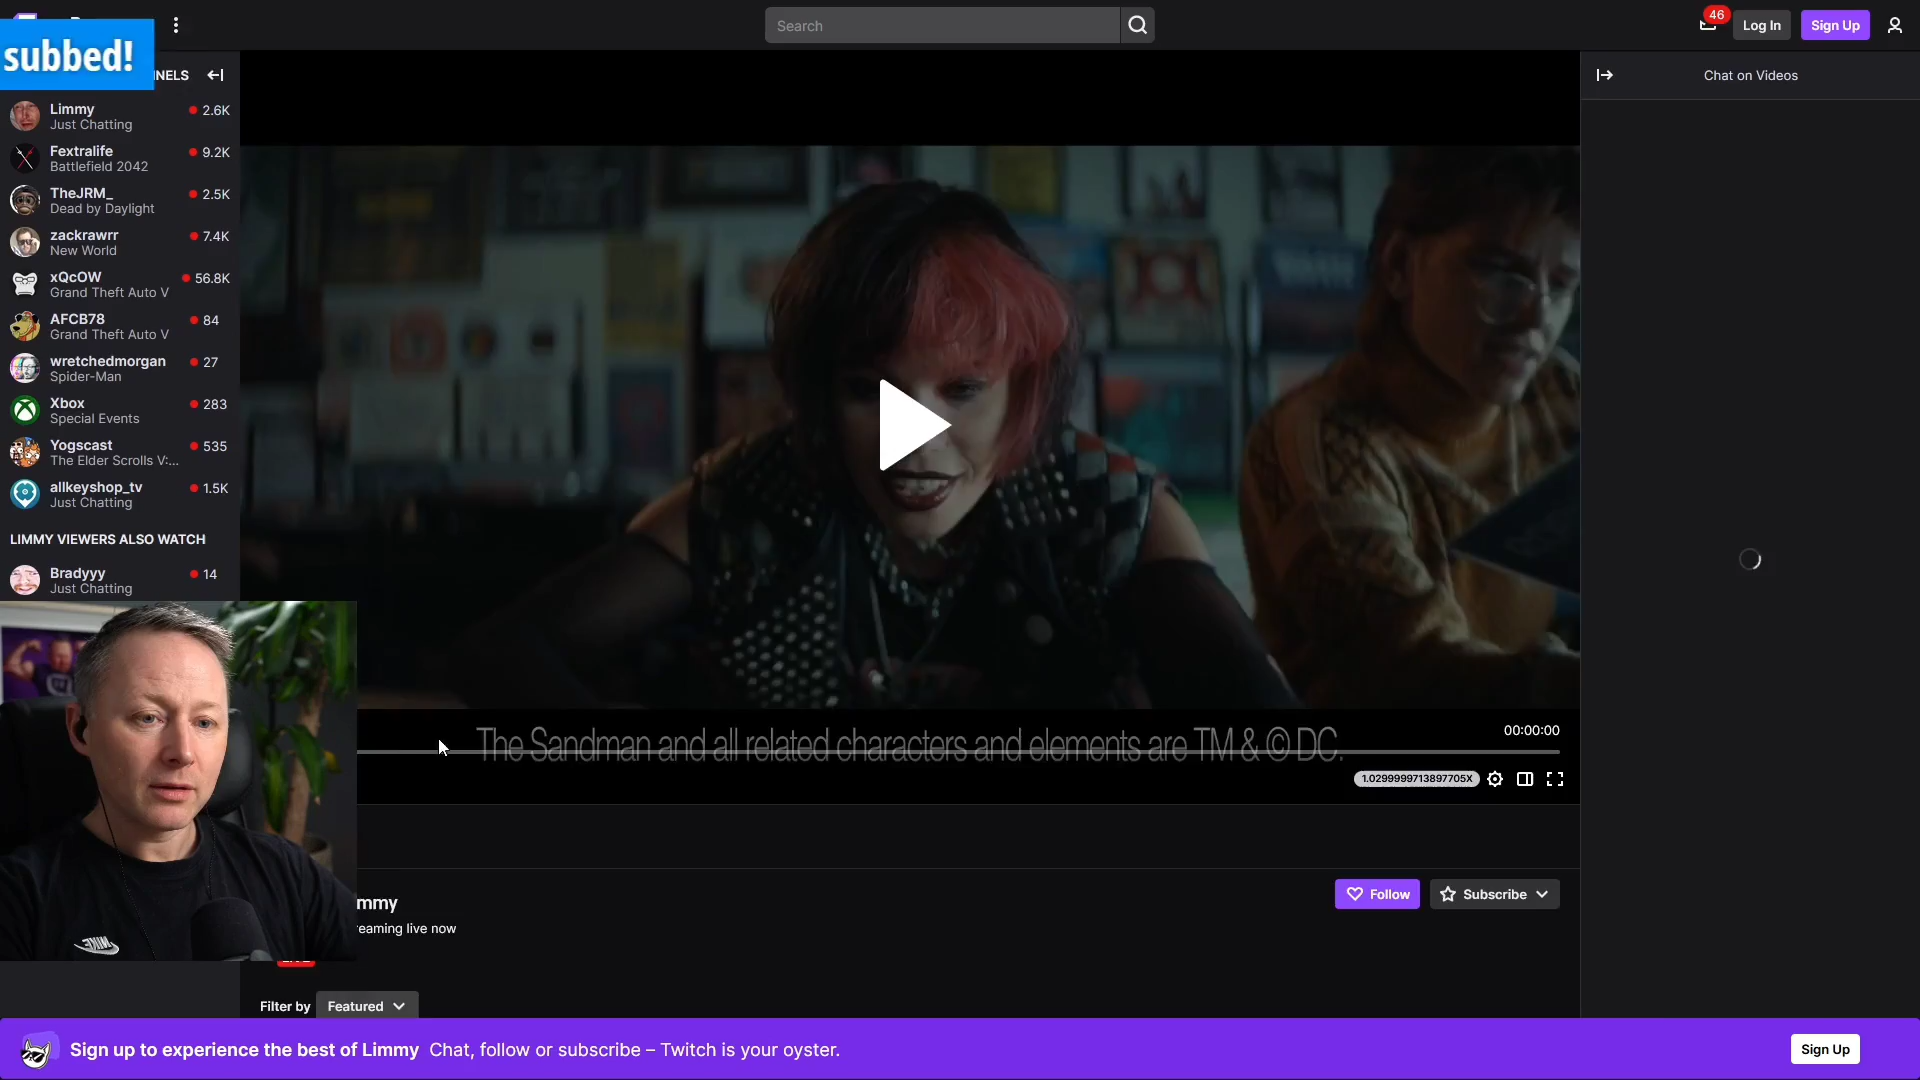 subbed!
NELS
Search
46
Log In
Sign Up
Chat on Videos
Limmy
2.6K
Just Chatting
Fextralife
9.2K
Battlefield 2042
TheJRM_
2.5K
Dead by Daylight
zackrawrr
7.4K
New World
xQcOW
56.8K
Grand Theft Auto V
AFCB78
84
Grand Theft Auto V
wretchedmorgan
27
Spider-Man
Xbox
283
Special Events
Yogscast
535
The Elder Scrolls V:...
allkeyshop_tv
1.5K
Just Chatting
LIMMY VIEWERS ALSO WATCH
Bradyyy
14
Just Chatting
00:00:00
The Sandman and all related characters and elements are TM & © DC.
1.0299999713897705X
mmy
Follow
Subscribe
reaming live now
Filter by
Featured
Sign up to experience the best of Limmy Chat, follow or subscribe – Twitch is your oyster.
Sign Up